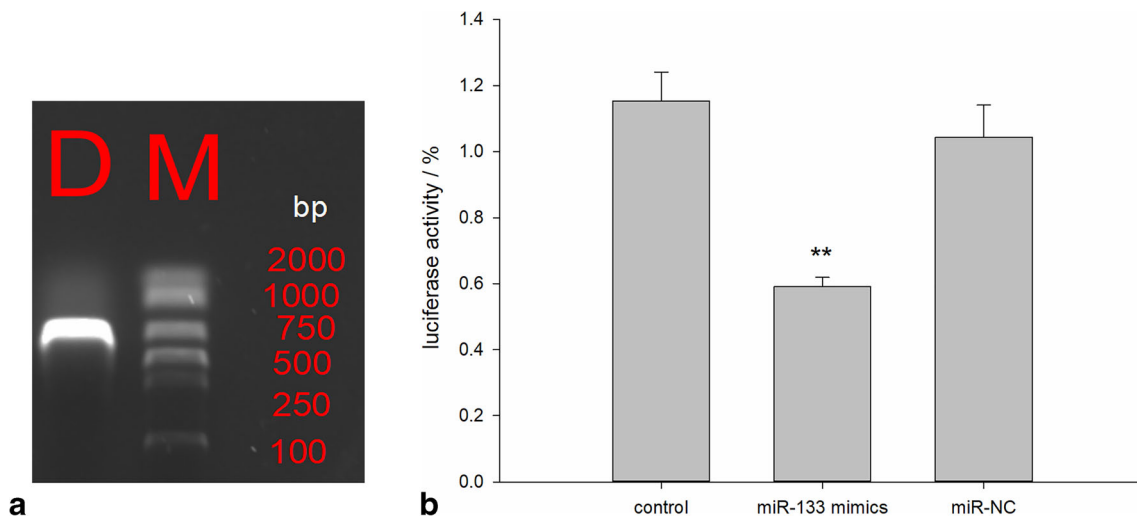 D M
bp
2000
1000
750
500
250
100
a
luciferase activity / %
1.4
1.2
1.0
0.8
0.6
0.4
0.2
0.0
**
control miR-133 mimics miR-NC
b